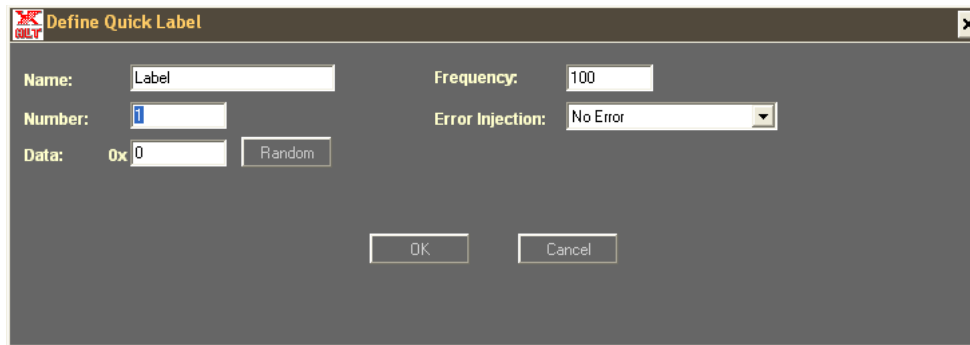 Define Quick Label
Name: Label
Frequency: 100
Number: 1
Error Injection: No Error
Data: 0x 0 Random
OK Cancel